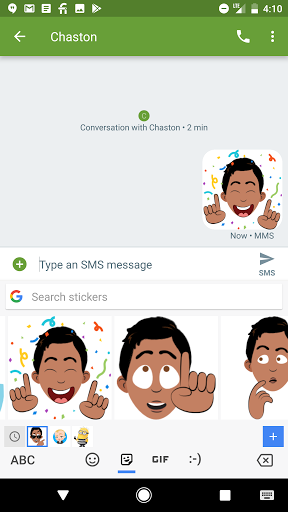 4:10
Chaston
C
Conversation with Chaston • 2 min
Now • MMS
Type an SMS message
SMS
G Search stickers
ABC
GIF
:-)